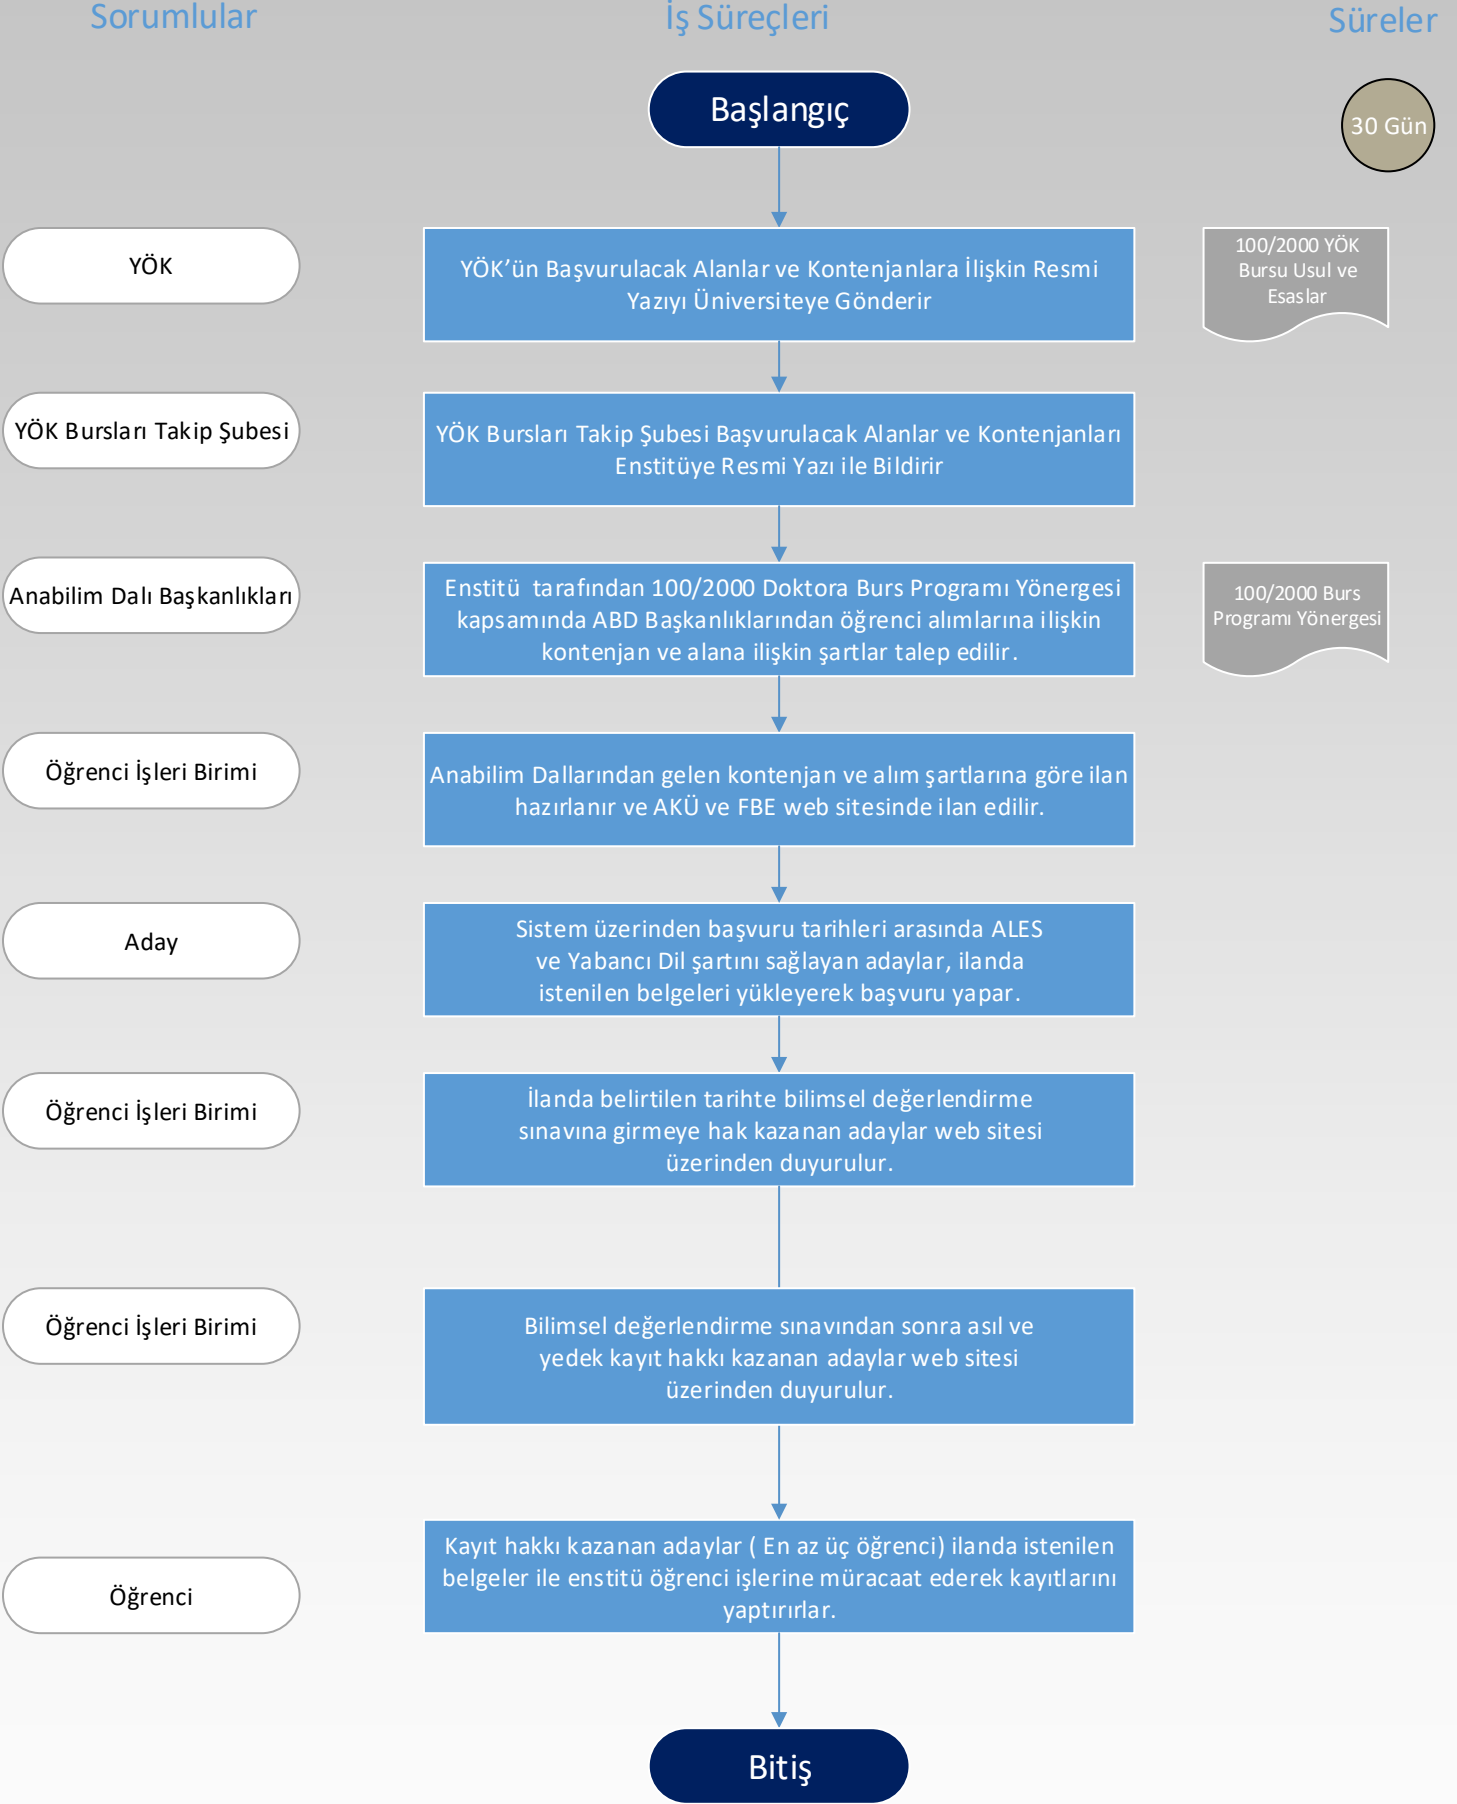 Sorumlular
İş Süreçleri
Süreler
Başlangıç
30 Gün
YÖK
YÖK’ün Başvurulacak Alanlar ve Kontenjanlara İlişkin Resmi
Yazıyı Üniversiteye Gönderir
100/2000 YÖK
Bursu Usul ve
Esaslar
YÖK Bursları Takip Şubesi
YÖK Bursları Takip Şubesi Başvurulacak Alanlar ve Kontenjanları
Enstitüye Resmi Yazı ile Bildirir
Anabilim Dalı Başkanlıkları
Enstitü tarafından 100/2000 Doktora Burs Programı Yönergesi
kapsamında ABD Başkanlıklarından öğrenci alımlarına ilişkin
kontenjan ve alana ilişkin şartlar talep edilir.
100/2000 Burs
Programı Yönergesi
Öğrenci İşleri Birimi
Anabilim Dallarından gelen kontenjan ve alım şartlarına göre ilan
hazırlanır ve AKÜ ve FBE web sitesinde ilan edilir.
Aday
Sistem üzerinden başvuru tarihleri arasında ALES
ve Yabancı Dil şartını sağlayan adaylar, ilanda
istenilen belgeleri yükleyerek başvuru yapar.
Öğrenci İşleri Birimi
İlanda belirtilen tarihte bilimsel değerlendirme
sınavına girmeye hak kazanan adaylar web sitesi
üzerinden duyurulur.
Öğrenci İşleri Birimi
Bilimsel değerlendirme sınavından sonra asıl ve
yedek kayıt hakkı kazanan adaylar web sitesi
üzerinden duyurulur.
Öğrenci
Kayıt hakkı kazanan adaylar ( En az üç öğrenci) ilanda istenilen
belgeler ile enstitü öğrenci işlerine müracaat ederek kayıtlarını
yaptırırlar.
Bitiş